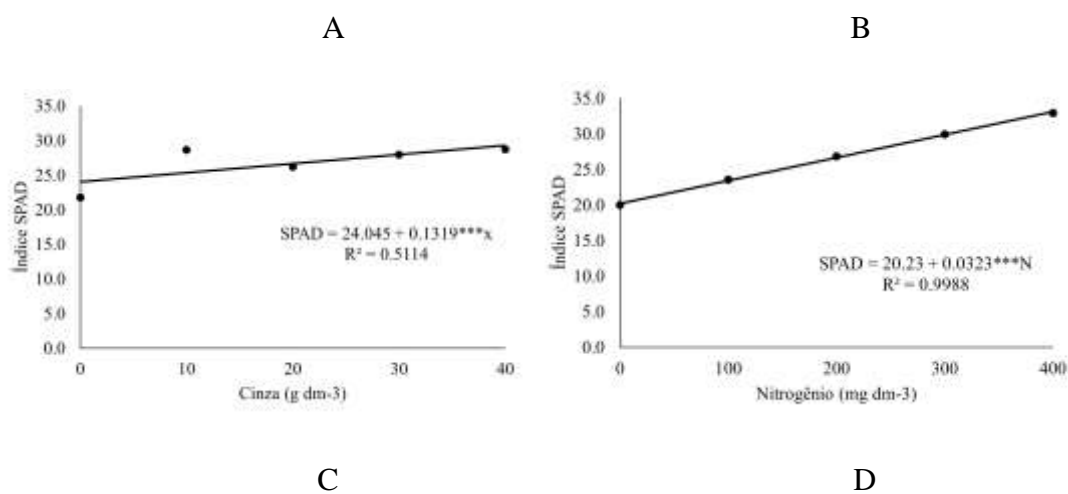 A
B
35.0
30.0
25.0
20.0
15.0
10.0
5.0
0.0
Índice SPAD
SPAD = 24.045 + 0.1319***x
R² = 0.5114
0 10 20 30 40
Cinza (g dm-3)
35.0
30.0
25.0
20.0
15.0
10.0
5.0
0.0
Índice SPAD
SPAD = 20.23 + 0.0323***N
R² = 0.9988
0 100 200 300 400
Nitrogênio (mg dm-3)
C
D